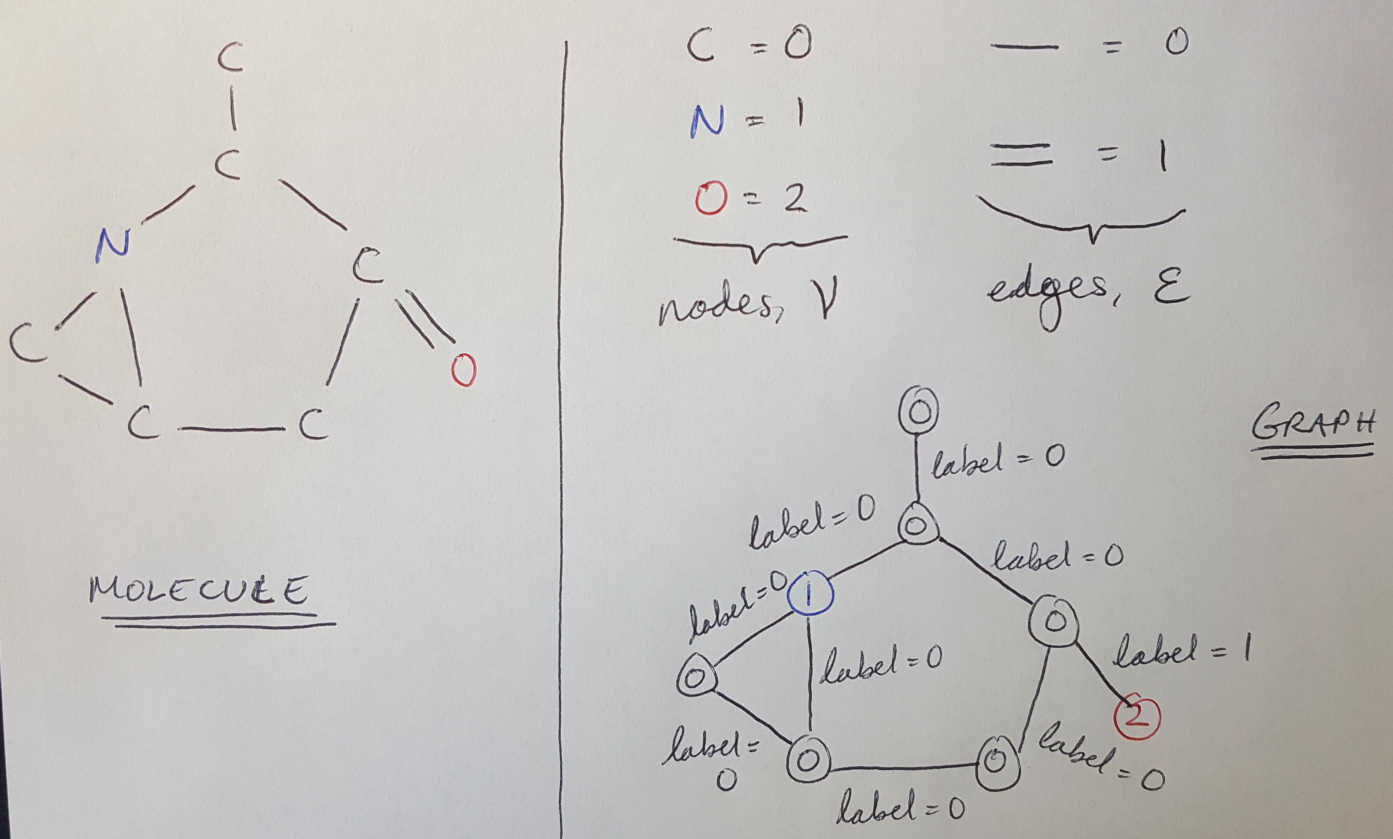 C
C
N
C
C
O
C
C
MOLECULE
C = 0
N = 1
O = 2
nodes, V
— = 0
═ = 1
edges, ε
GRAPH
0
label = 0
label = 0
0
label = 0
label = 0
1
0
label = 1
label = 0
0
2
label = 0
label =
0
0
0
label = 0